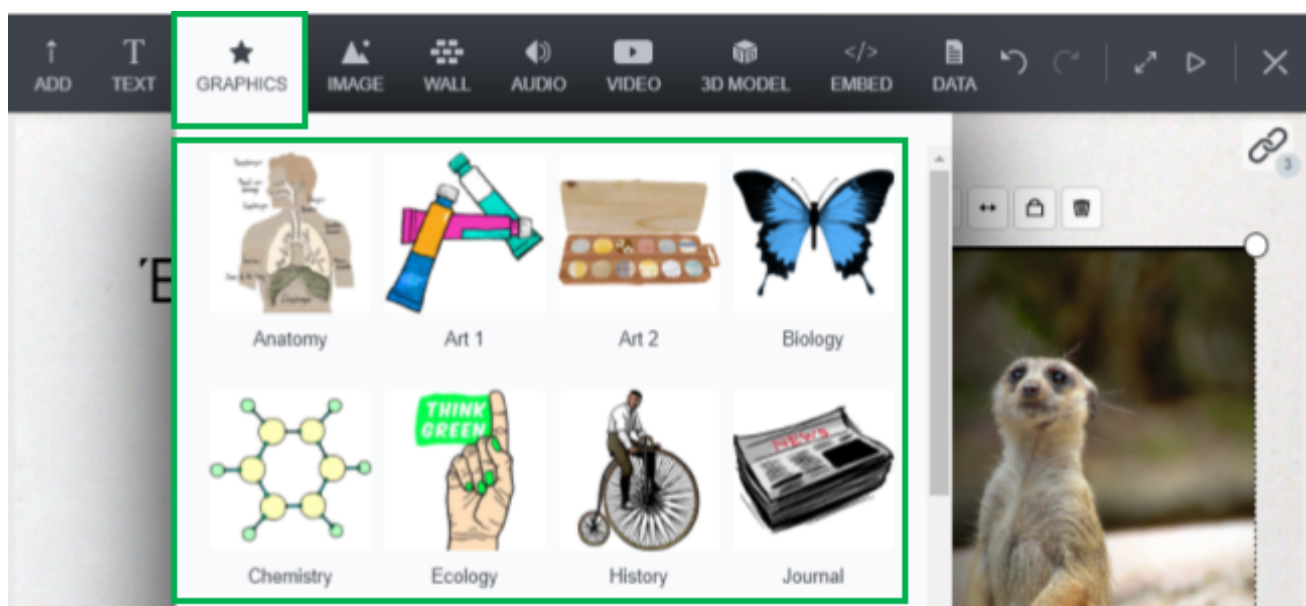 ADD TEXT GRAPHICS IMAGE WALL AUDIO VIDEO 3D MODEL EMBED DATA
3
Έ
Anatomy Art 1 Art 2 Biology
THINK
GREEN
NEWS
Chemistry Ecology History Journal